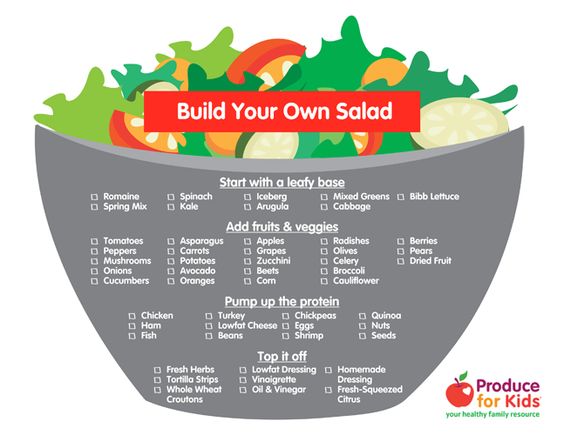 Build Your Own Salad
Start with a leafy base
Romaine Spinach Iceberg Mixed Greens Bibb Lettuce
Spring Mix Kale Arugula Cabbage
Add fruits & veggies
Tomatoes Asparagus Apples Radishes Berries
Peppers Carrots Grapes Olives Pears
Mushrooms Potatoes Zucchini Celery Dried Fruit
Onions Avocado Beets Broccoli
Cucumbers Oranges Corn Cauliflower
Pump up the protein
Chicken Turkey Chickpeas Quinoa
Ham Lowfat Cheese Eggs Nuts
Fish Beans Shrimp Seeds
Top it off
Fresh Herbs Lowfat Dressing Homemade
Tortilla Strips Vinaigrette Dressing
Whole Wheat Oil & Vinegar Fresh-Squeezed
Croutons Citrus
Produce
for Kids®
your healthy family resource